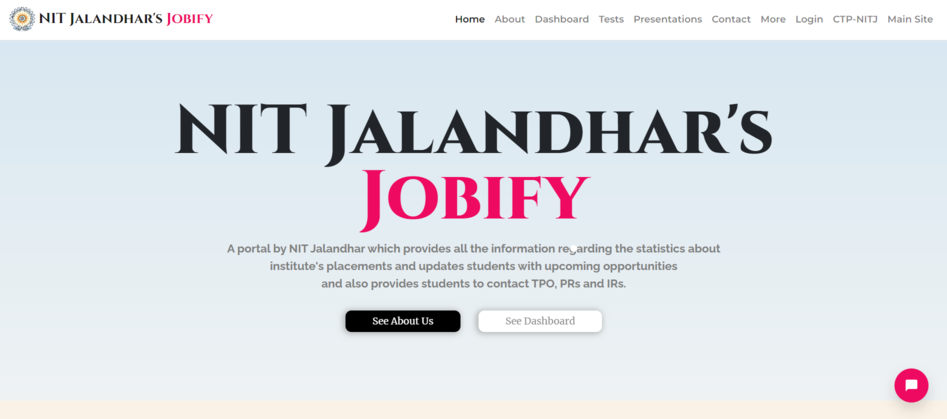 NIT Jalandhar's Jobify
Home About Dashboard Tests Presentations Contact More Login CTP-NITJ Main Site
NIT Jalandhar's
Jobify
A portal by NIT Jalandhar which provides all the information regarding the statistics about
institute's placements and updates students with upcoming opportunities
and also provides students to contact TPO, PRs and IRs.
See About Us
See Dashboard